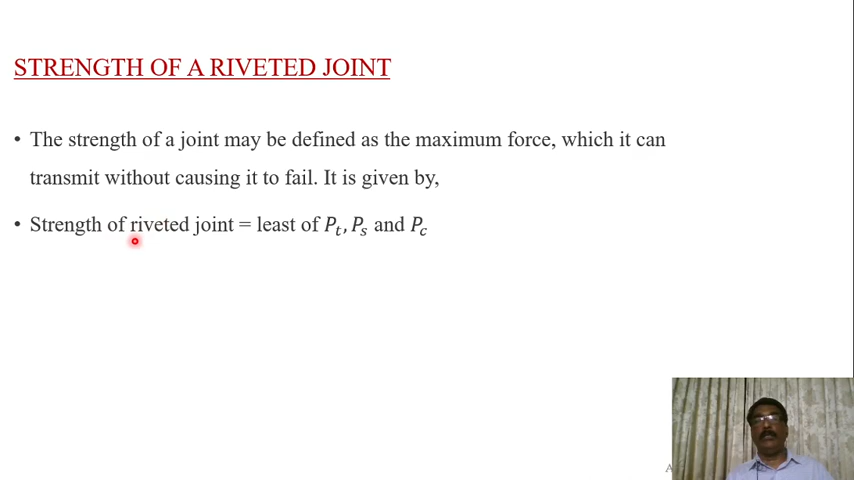 STRENGTH OF A RIVETED JOINT
• The strength of a joint may be defined as the maximum force, which it can
transmit without causing it to fail. It is given by,
• Strength of riveted joint = least of Pₜ, Pₛ and P꜀
A